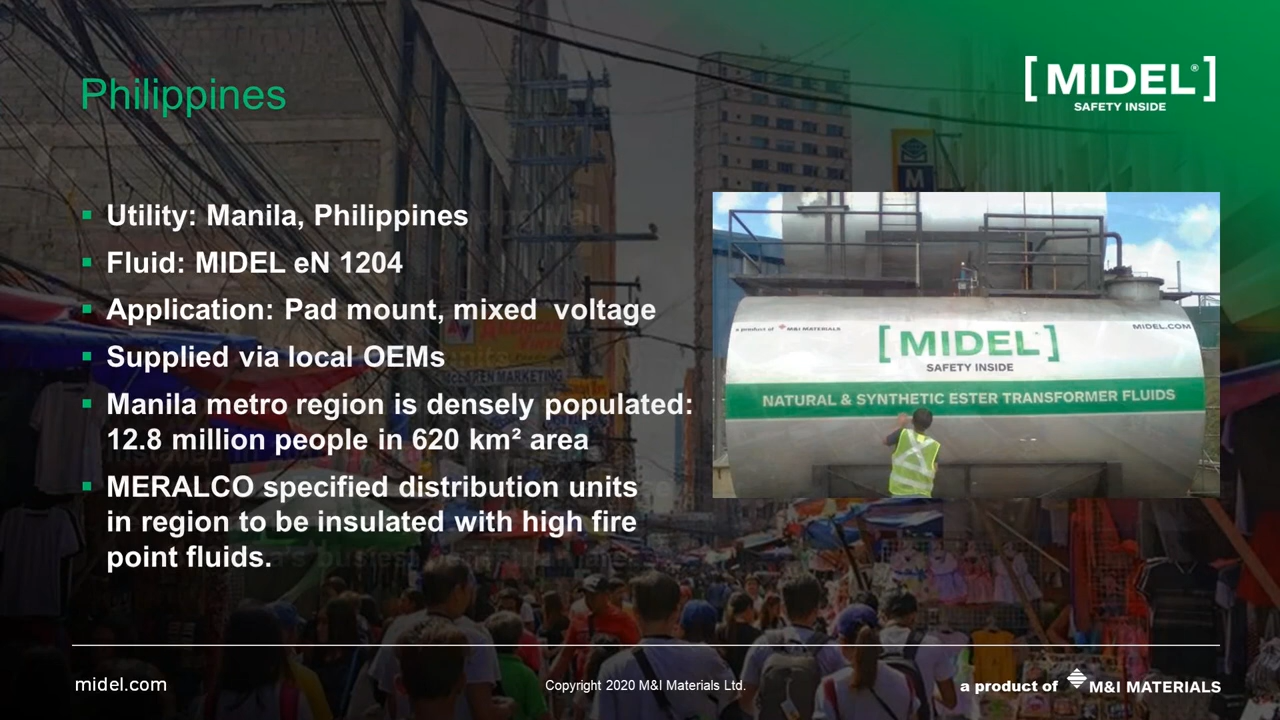 Philippines
[MIDEL®]
SAFETY INSIDE
Utility: Manila, Philippines
Fluid: MIDEL eN 1204
Application: Pad mount, mixed  voltage
Supplied via local OEMs
Manila metro region is densely populated:
12.8 million people in 620 km² area
MERALCO specified distribution units
in region to be insulated with high fire
point fluids.
a product of M&I MATERIALS
MIDEL.COM
[MIDEL]
SAFETY INSIDE
NATURAL & SYNTHETIC ESTER TRANSFORMER FLUIDS
M
midel.com
Copyright 2020 M&I Materials Ltd.
a product of M&I MATERIALS